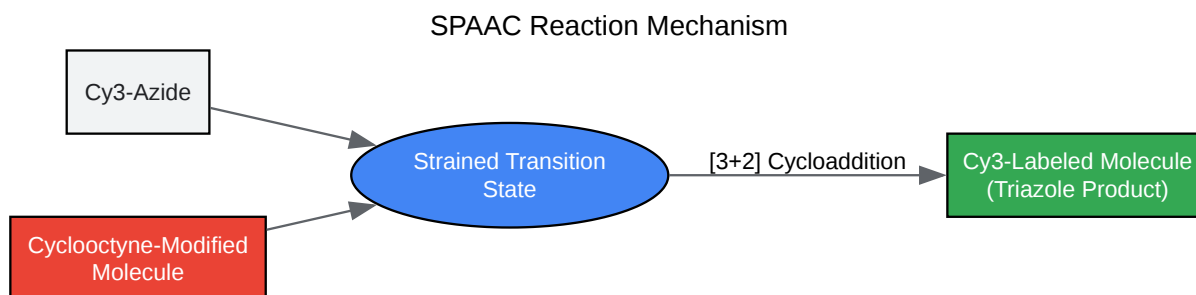 SPAAC Reaction Mechanism
Cy3-Azide
Strained Transition
State
[3+2] Cycloaddition
Cy3-Labeled Molecule
(Triazole Product)
Cyclooctyne-Modified
Molecule